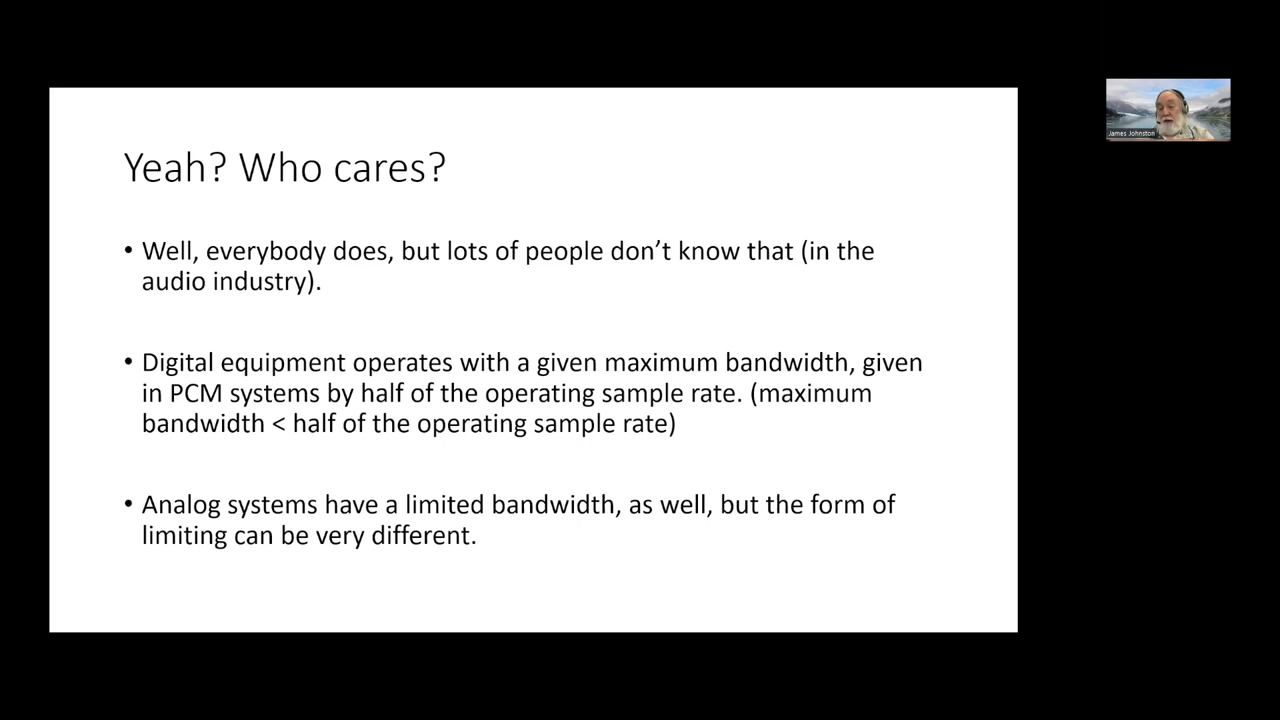 Yeah? Who cares?
• Well, everybody does, but lots of people don’t know that (in the
audio industry).
• Digital equipment operates with a given maximum bandwidth, given
in PCM systems by half of the operating sample rate. (maximum
bandwidth < half of the operating sample rate)
• Analog systems have a limited bandwidth, as well, but the form of
limiting can be very different.
James Johnston